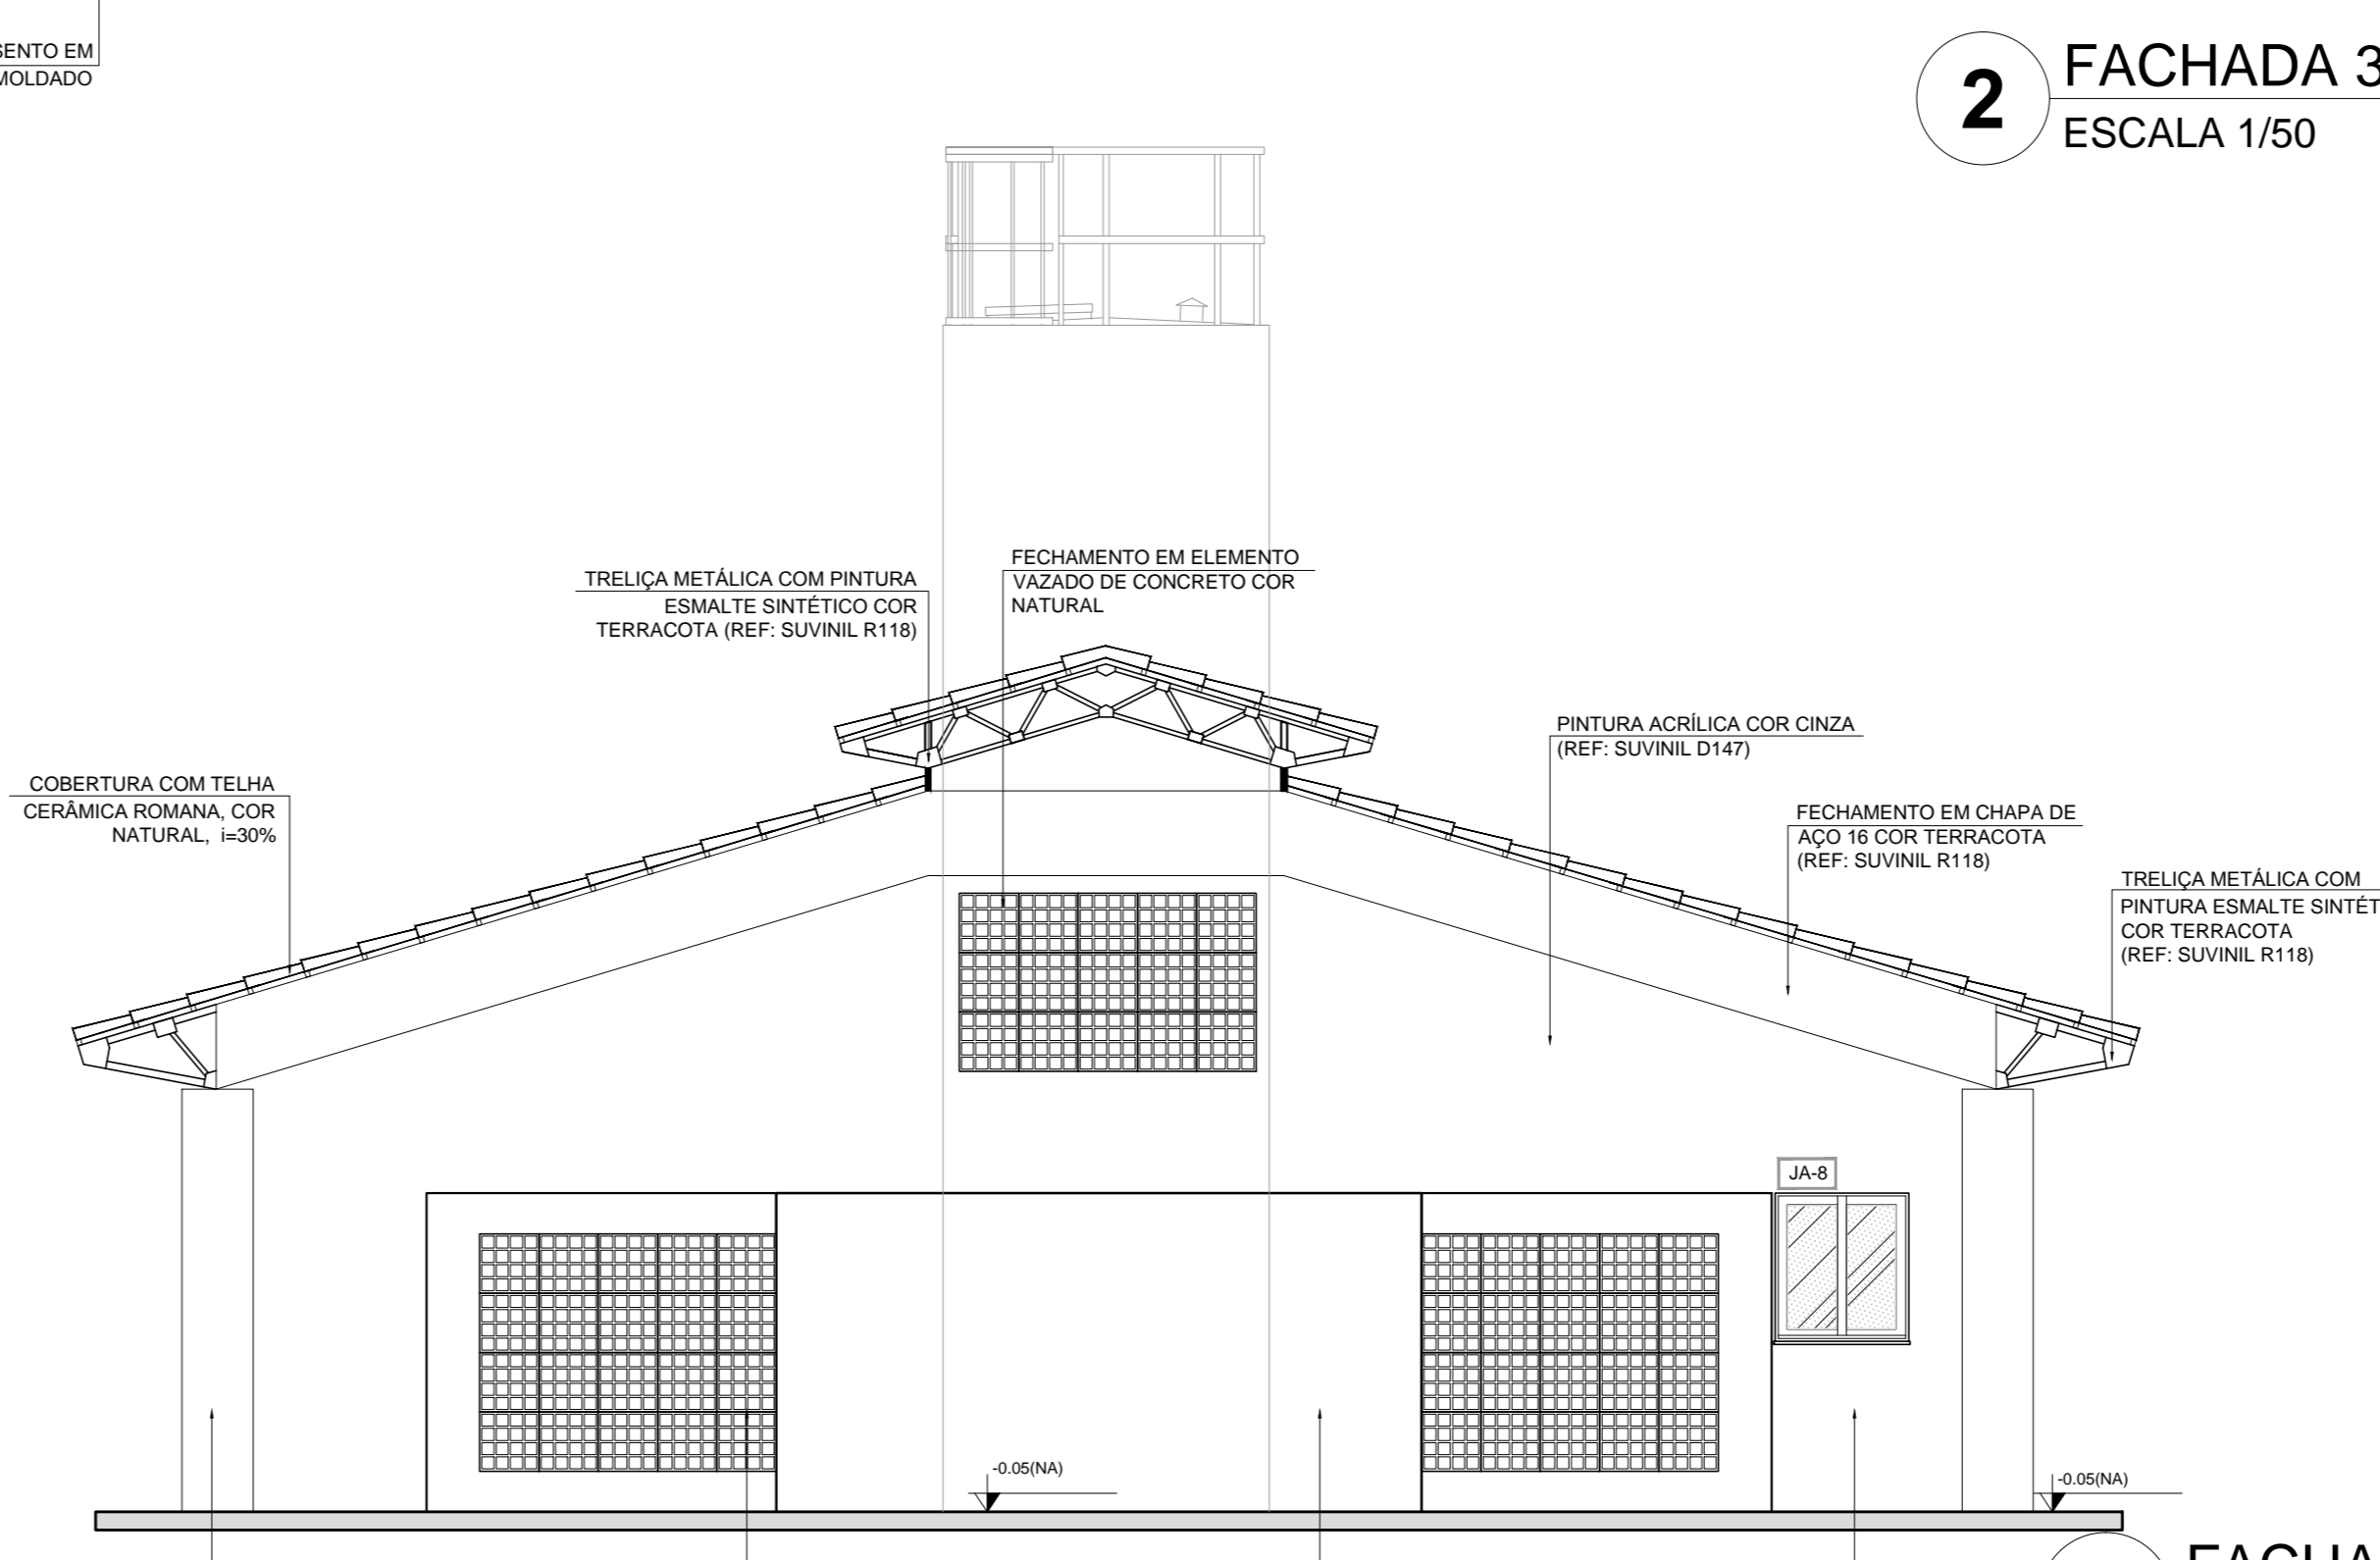 SENTO EM
MOLDADO
2
FACHADA 3
ESCALA 1/50
FECHAMENTO EM ELEMENTO
VAZADO DE CONCRETO COR
NATURAL
TRELIÇA METÁLICA COM PINTURA
ESMALTE SINTÉTICO COR
TERRACOTA (REF: SUVINIL R118)
PINTURA ACRÍLICA COR CINZA
(REF: SUVINIL D147)
COBERTURA COM TELHA
CERÂMICA ROMANA, COR
NATURAL, i=30%
FECHAMENTO EM CHAPA DE
AÇO 16 COR TERRACOTA
(REF: SUVINIL R118)
TRELIÇA METÁLICA COM
PINTURA ESMALTE SINTÉT
COR TERRACOTA
(REF: SUVINIL R118)
JA-8
-0.05(NA)
-0.05(NA)
FACHA